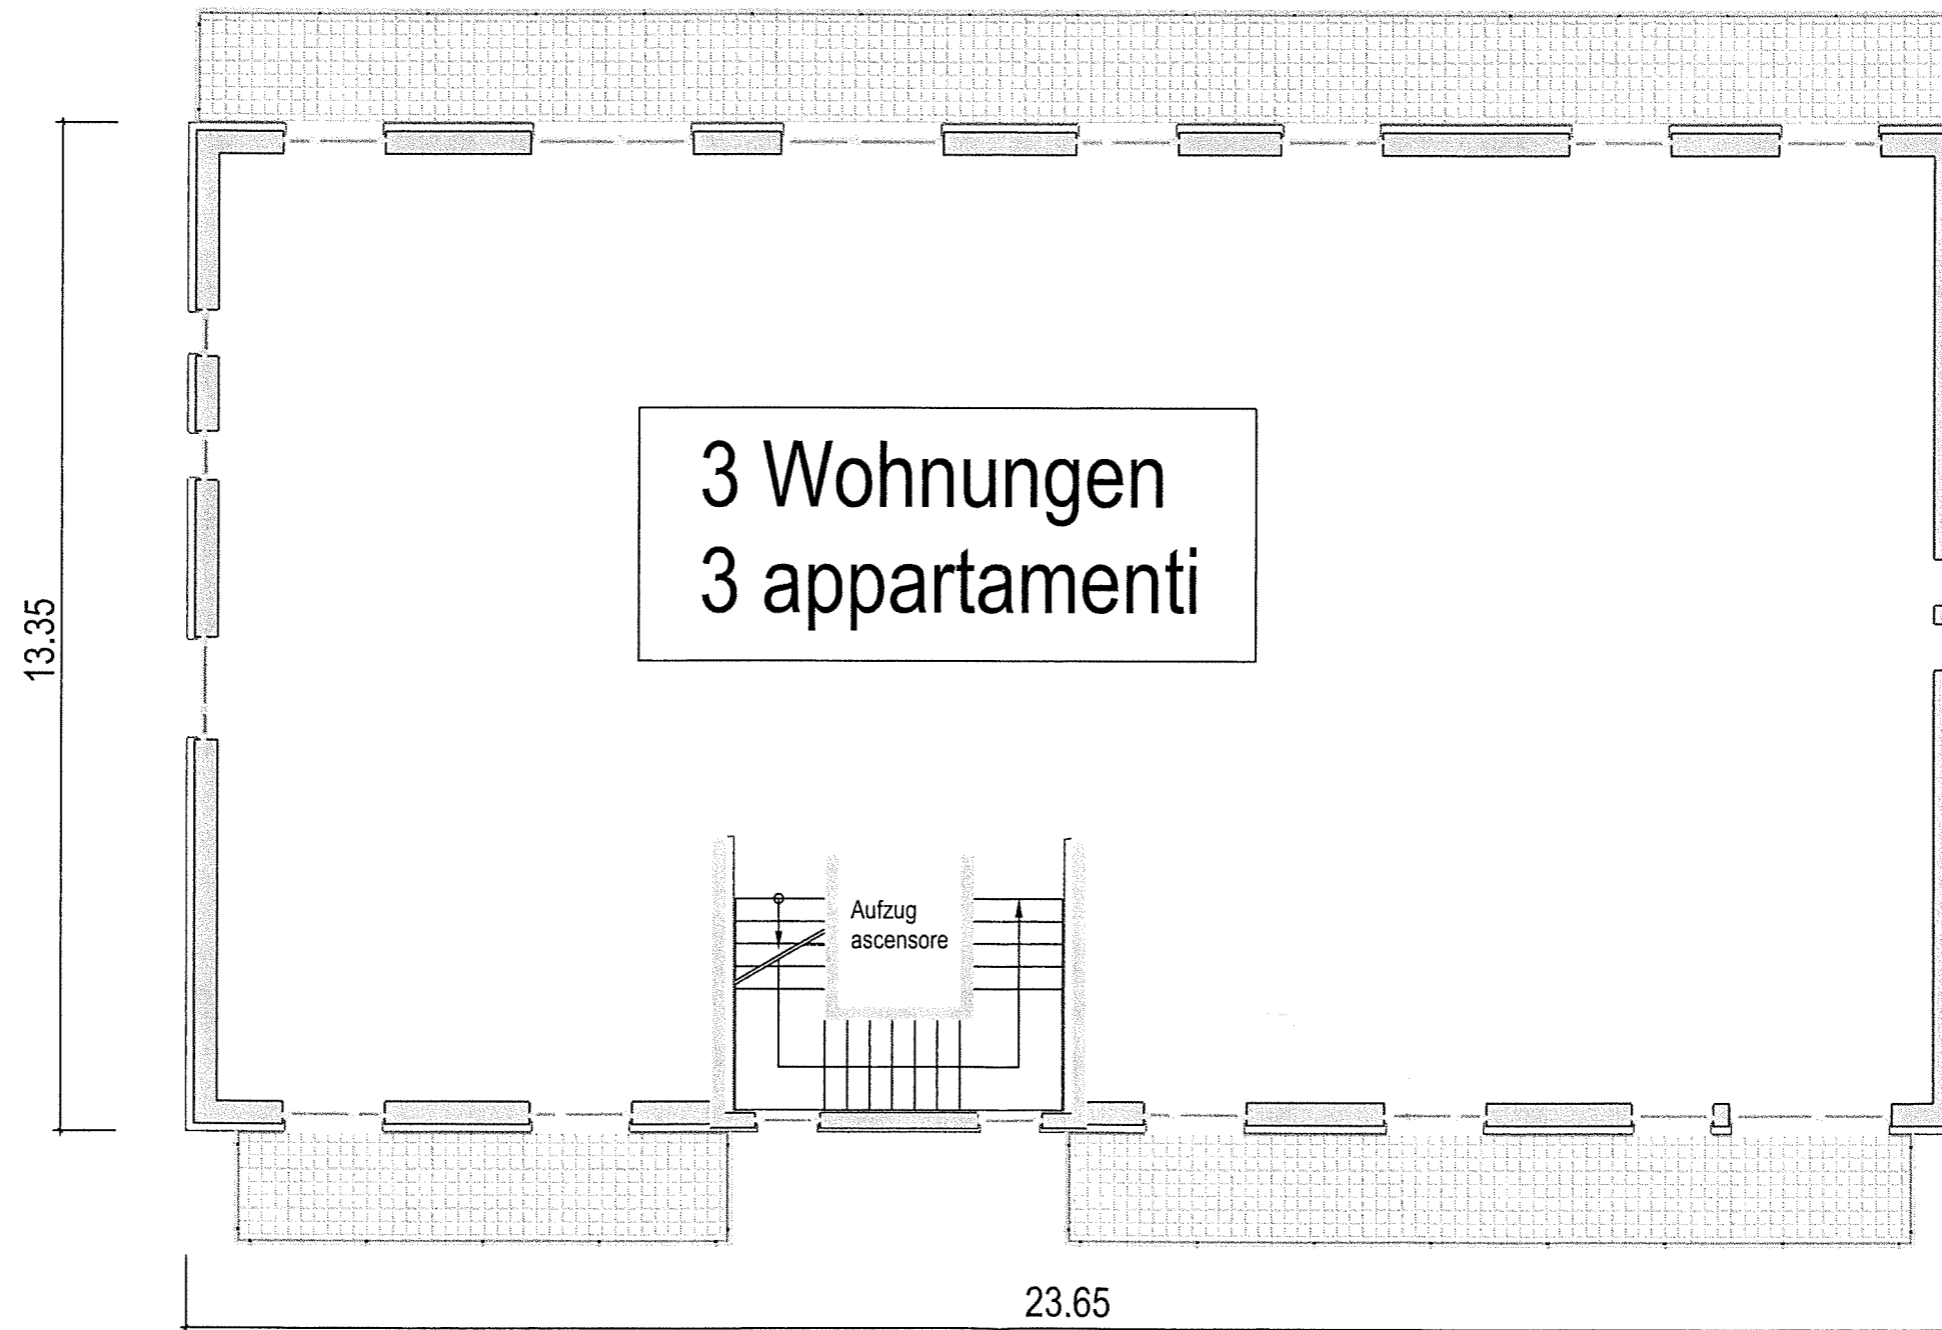 3 Wohnungen
3 appartamenti
13.35
Aufzug
ascensore
23.65